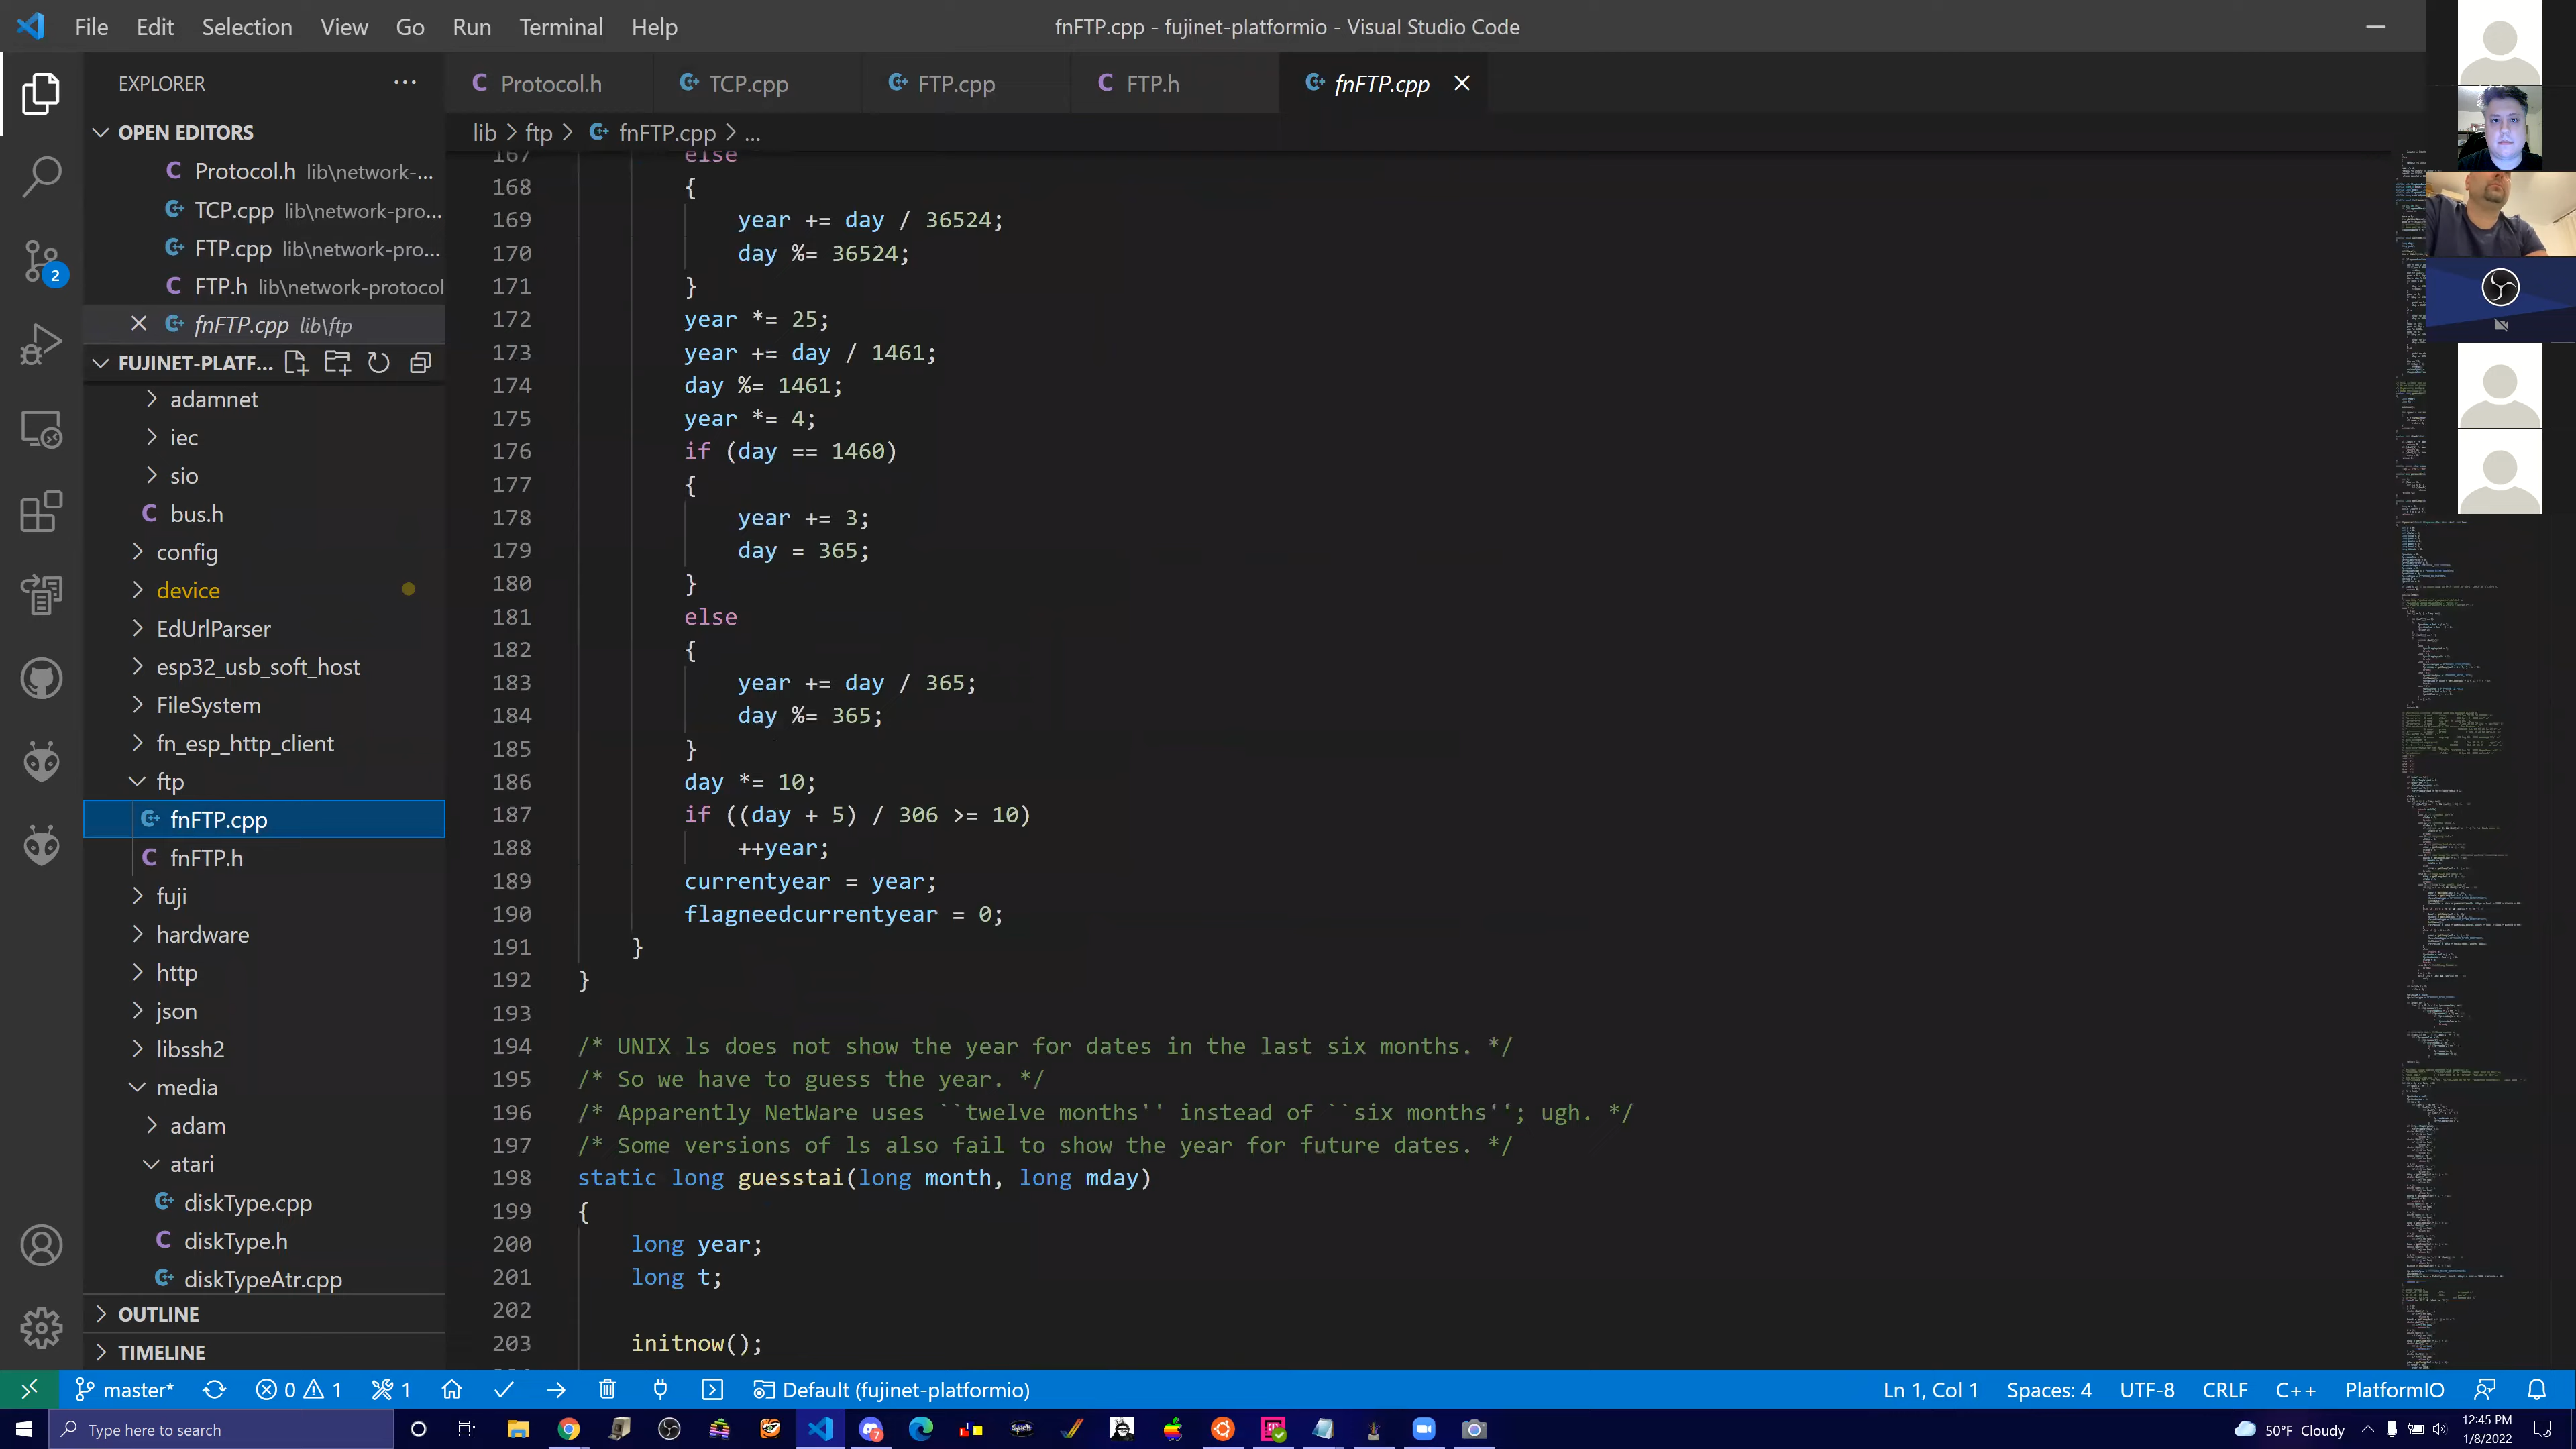 File Edit Selection View Go Run Terminal Help
fnFTP.cpp - fujinet-platformio - Visual Studio Code
EXPLORER
OPEN EDITORS
Protocol.h lib\network-...
TCP.cpp lib\network-pro...
FTP.cpp lib\network-pro...
FTP.h lib\network-protocol
fnFTP.cpp lib\ftp
FUJINET-PLATF...
adamnet
iec
sio
bus.h
config
device
EdUrlParser
esp32_usb_soft_host
FileSystem
fn_esp_http_client
ftp
fnFTP.cpp
fnFTP.h
fuji
hardware
http
json
libssh2
media
adam
atari
diskType.cpp
diskType.h
diskTypeAtr.cpp
OUTLINE
TIMELINE
2
Protocol.h TCP.cpp FTP.cpp FTP.h fnFTP.cpp
lib > ftp > fnFTP.cpp > ...
167 else
168 {
169 year += day / 36524;
170 day %= 36524;
171 }
172 year *= 25;
173 year += day / 1461;
174 day %= 1461;
175 year *= 4;
176 if (day == 1460)
177 {
178 year += 3;
179 day = 365;
180 }
181 else
182 {
183 year += day / 365;
184 day %= 365;
185 }
186 day *= 10;
187 if ((day + 5) / 306 >= 10)
188 ++year;
189 currentyear = year;
190 flagneedcurrentyear = 0;
191 }
192 }
193
194 /* UNIX ls does not show the year for dates in the last six months. */
195 /* So we have to guess the year. */
196 /* Apparently NetWare uses ``twelve months'' instead of ``six months''; ugh. */
197 /* Some versions of ls also fail to show the year for future dates. */
198 static long guesstai(long month, long mday)
199 {
200 long year;
201 long t;
202
203 initnow();
master* 0 1 1 Default (fujinet-platformio)
Ln 1, Col 1 Spaces: 4 UTF-8 CRLF C++ PlatformIO
Type here to search
50°F Cloudy
12:45 PM
1/8/2022